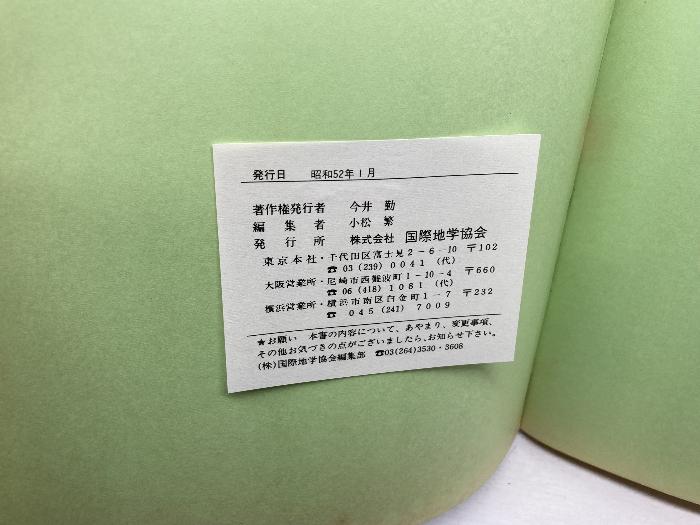 発行日 昭和52年1月
著作権発行者 今井 勤
編集者 小松 繁
発行所 株式会社 国際地学協会
東京本社・千代田区富士見2-6-10 〒102
☎03(239)0041(代)
大阪営業所・尼崎市西難波町1-10-4 〒660
☎06(418)1081(代)
横浜営業所・横浜市南区白金町1-7 〒232
☎045(241)7009
★お願い 本書の内容について、あやまり、変更事項、
その他お気づきの点がございましたら、お知らせ下さい。
(株)国際地学協会編集部 ☎03(264)3530・3608